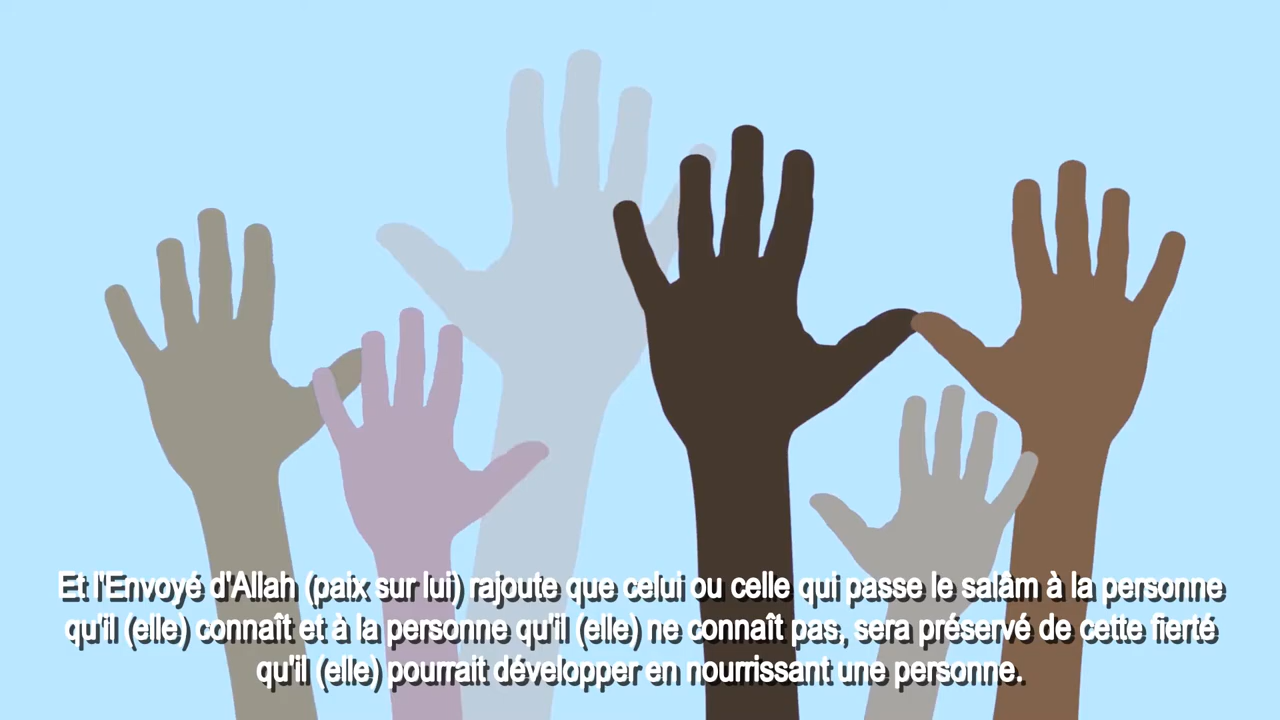 Et l'Envoyé d'Allah (paix sur lui) rajoute que celui ou celle qui passe le salâm à la personne
qu'il (elle) connaît et à la personne qu'il (elle) ne connaît pas, sera préservé de cette fierté
qu'il (elle) pourrait développer en nourrissant une personne.